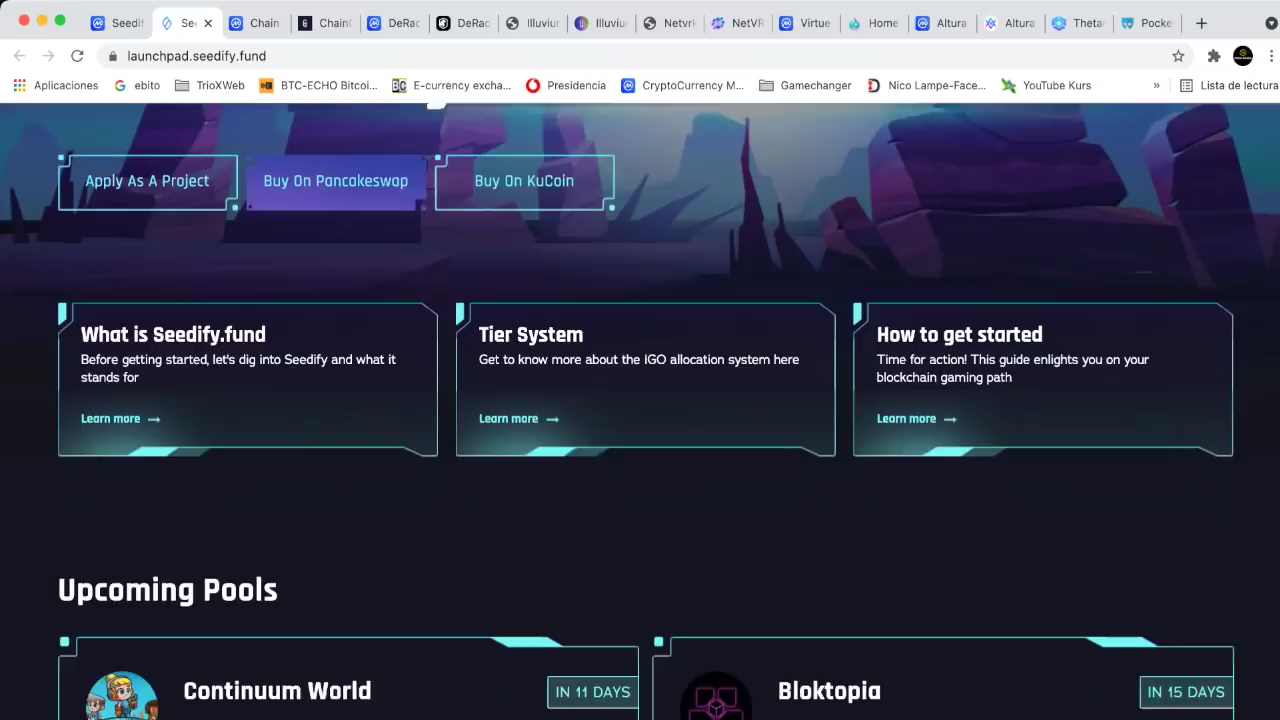 Seedif
See
Chain
Chain
DeRac
DeRac
Illuviu
Illuviu
Netvrk
NetVR
Virtue
Home
Altura
Altura
Theta
Pocke
launchpad.seedify.fund
Aplicaciones
ebito
TrioXWeb
BTC-ECHO Bitcoi...
E-currency excha...
Presidencia
CryptoCurrency M...
Gamechanger
Nico Lampe-Face...
YouTube Kurs
»
Lista de lectura
Apply As A Project
Buy On Pancakeswap
Buy On KuCoin
What is Seedify.fund
Before getting started, let's dig into Seedify and what it
stands for
Learn more →
Tier System
Get to know more about the IGO allocation system here
Learn more →
How to get started
Time for action! This guide enlights you on your
blockchain gaming path
Learn more →
Upcoming Pools
Continuum World
IN 11 DAYS
Bloktopia
IN 15 DAYS